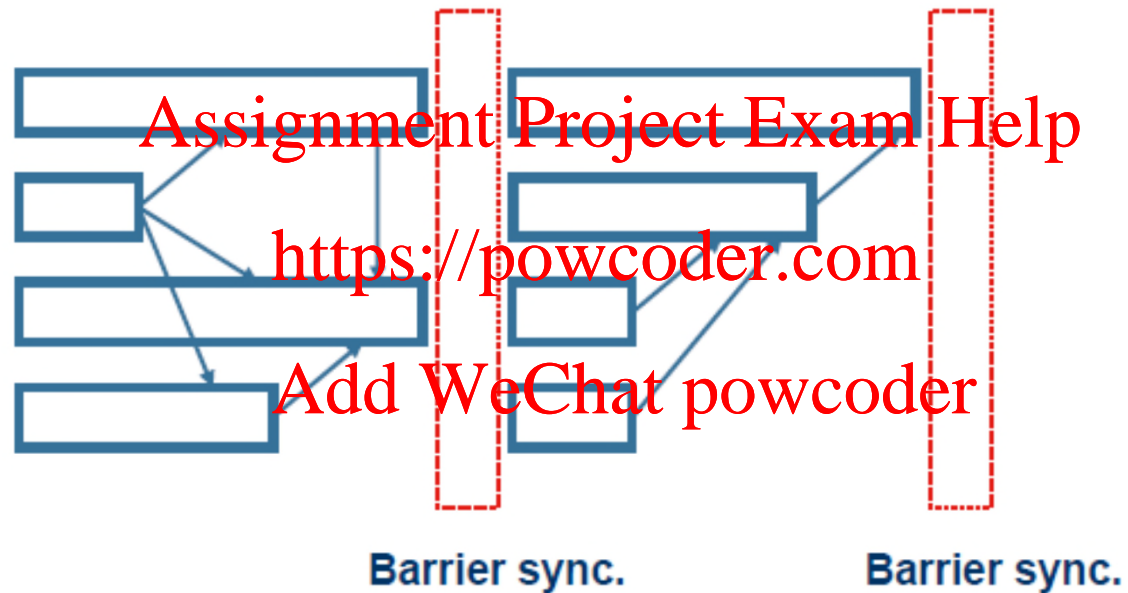 Assignment Project Exam Help
https://powcoder.com
Add WeChat powcoder
Barrier sync.
Barrier sync.